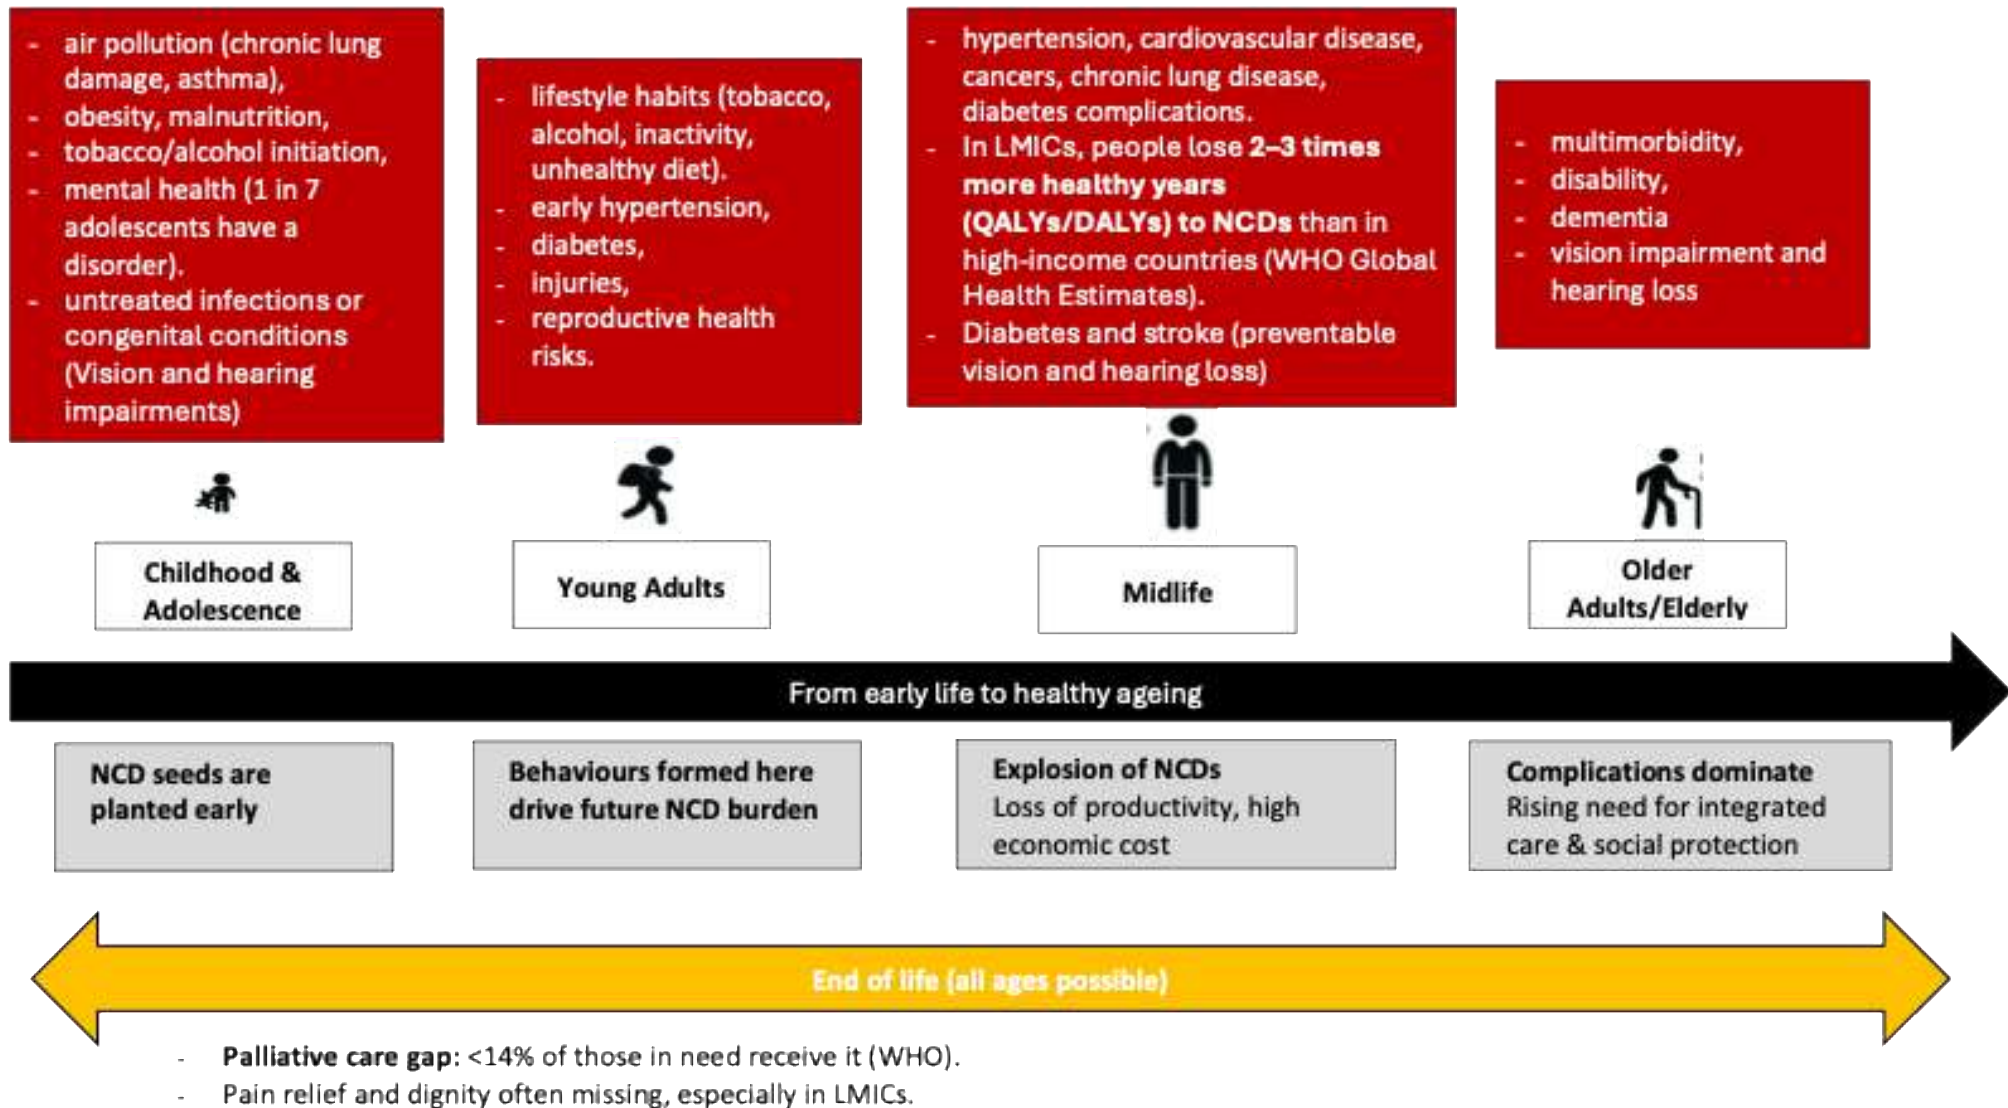 - air pollution (chronic lung
damage, asthma),
- obesity, malnutrition,
- tobacco/alcohol initiation,
- mental health (1 in 7
adolescents have a
disorder).
- untreated infections or
congenital conditions
(Vision and hearing
impairments)
- lifestyle habits (tobacco,
alcohol, inactivity,
unhealthy diet).
- early hypertension,
- diabetes,
- injuries,
- reproductive health
risks.
- hypertension, cardiovascular disease,
cancers, chronic lung disease,
diabetes complications.
- In LMICs, people lose 2–3 times
more healthy years
(QALYs/DALYs) to NCDs than in
high-income countries (WHO Global
Health Estimates).
- Diabetes and stroke (preventable
vision and hearing loss)
- multimorbidity,
- disability,
- dementia
- vision impairment and
hearing loss
Childhood &
Adolescence
Young Adults
Midlife
Older
Adults/Elderly
From early life to healthy ageing
NCD seeds are
planted early
Behaviours formed here
drive future NCD burden
Explosion of NCDs
Loss of productivity, high
economic cost
Complications dominate
Rising need for integrated
care & social protection
End of life (all ages possible)
- Palliative care gap: <14% of those in need receive it (WHO).
- Pain relief and dignity often missing, especially in LMICs.